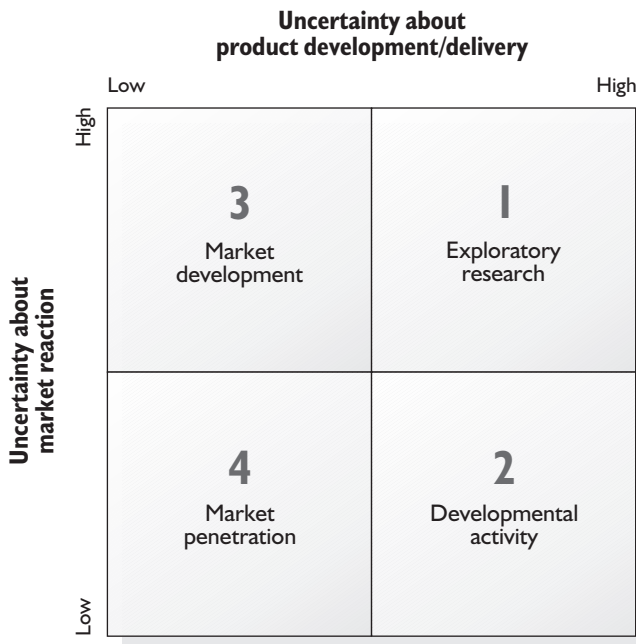 Uncertainty about
product development/delivery
Low
High
High
3
Market
development
1
Exploratory
research
Uncertainty about
market reaction
4
Market
penetration
2
Developmental
activity
Low